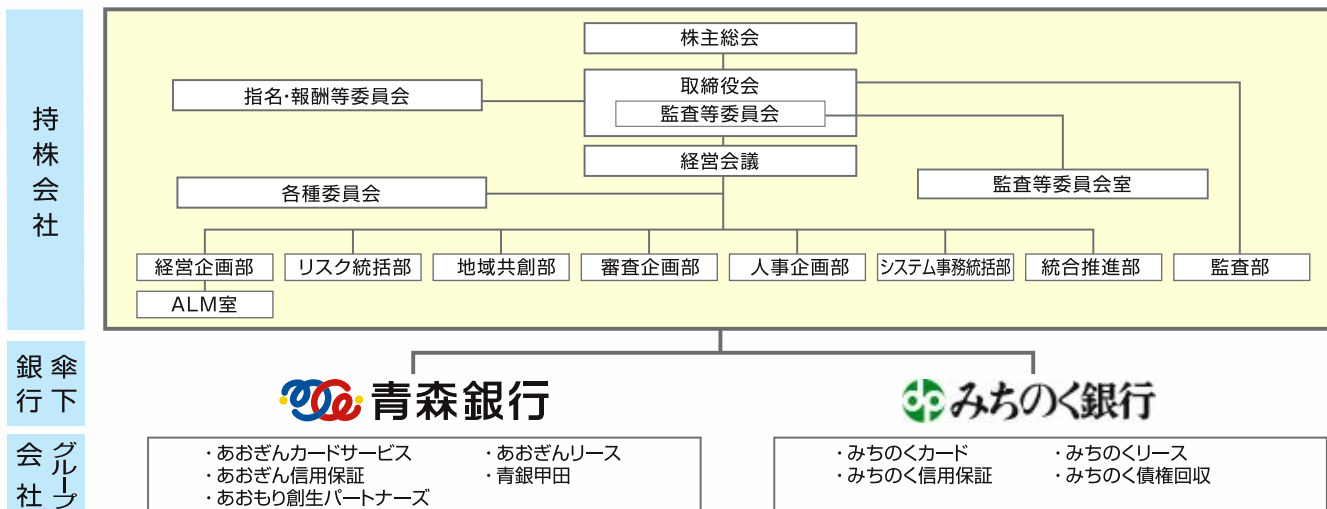 持株会社
株主総会
取締役会
監査等委員会
指名・報酬等委員会
経営会議
各種委員会
監査等委員会室
経営企画部
リスク統括部
地域共創部
審査企画部
人事企画部
システム事務統括部
統合推進部
監査部
ALM室
傘下
銀行
青森銀行
みちのく銀行
グループ
会社
・あおぎんカードサービス
・あおぎんリース
・あおぎん信用保証
・青銀甲田
・あおもり創生パートナーズ
・みちのくカード
・みちのくリース
・みちのく信用保証
・みちのく債権回収